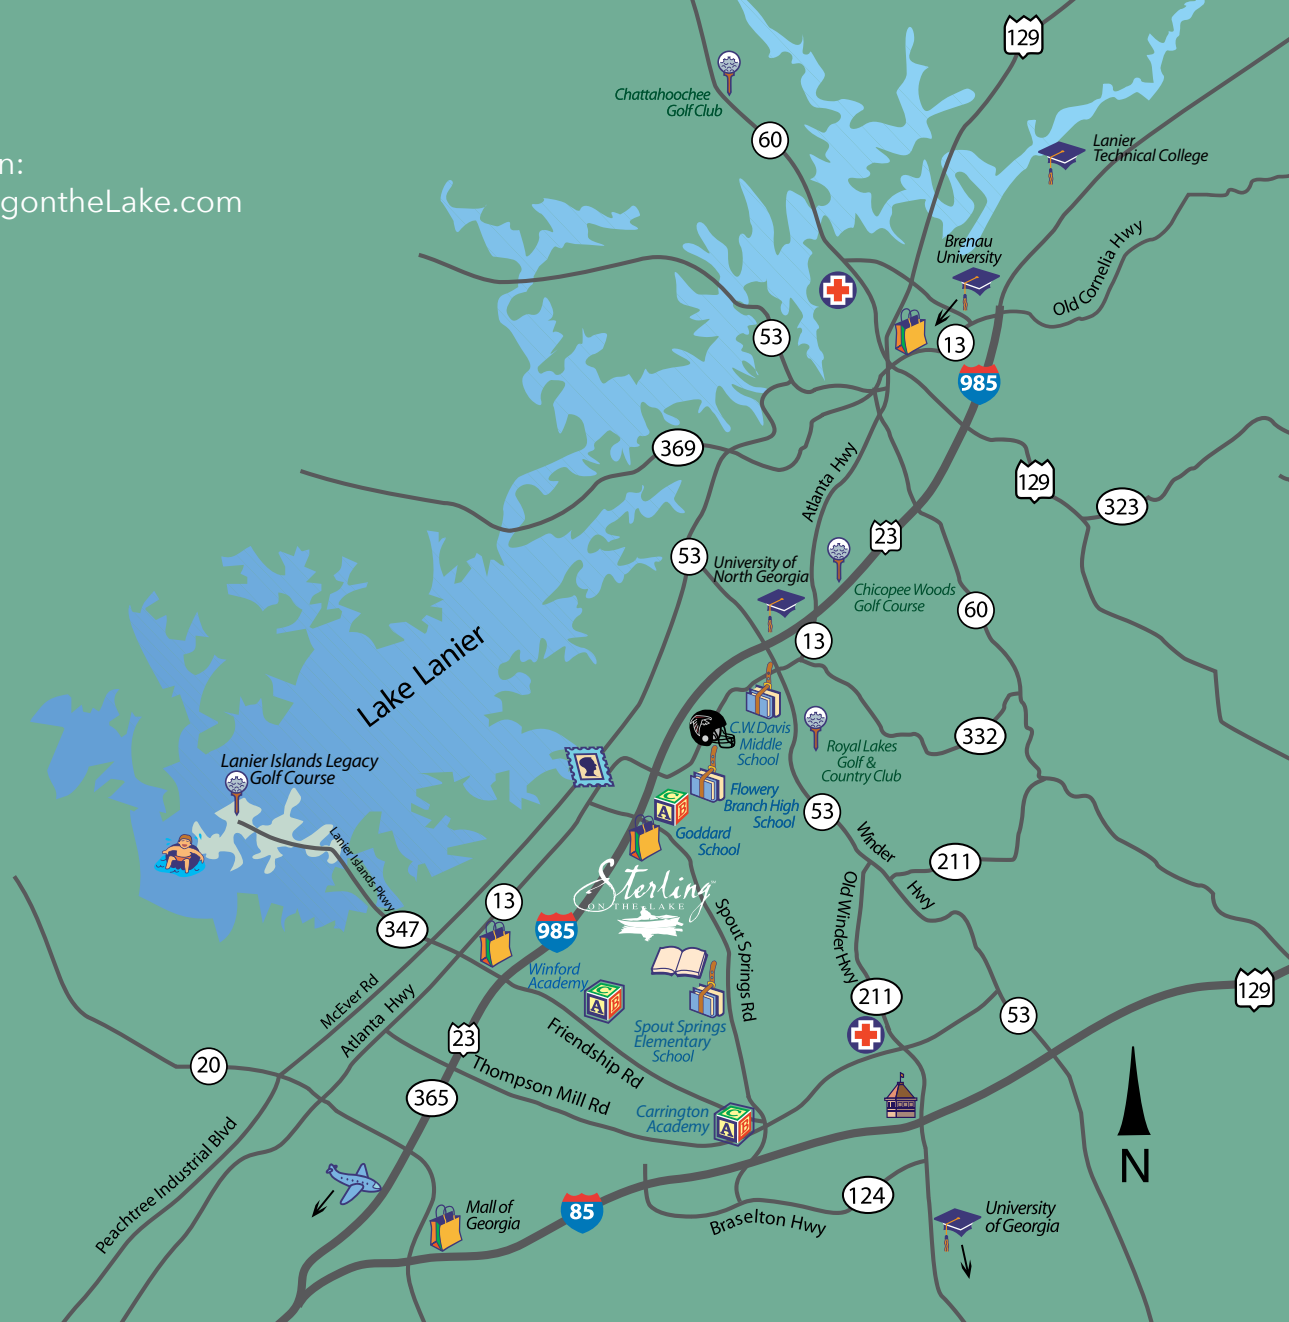 129
Chattahoochee
Golf Club
60
Lanier
Technical College
n:
gontheLake.com
Brenau
University
Old Cornelia Hwy
53
13
985
369
Atlanta Hwy
129
323
23
53
University of
North Georgia
Chicopee Woods
Golf Course
60
13
Lake Lanier
C.W. Davis
Middle
School
332
Royal Lakes
Golf &
Country Club
Lanier Islands Legacy
Golf Course
Flowery
Branch High
School
53
Goddard
School
Winder
Hwy
211
Lanier Islands Pkwy
Sterling
ON THE LAKE
Old Winder Hwy
13
347
985
Spout Springs Rd
Winford
Academy
211
129
McEver Rd
Atlanta Hwy
53
23
Friendship Rd
Spout Springs
Elementary
School
20
Thompson Mill Rd
365
Carrington
Academy
Peachtree Industrial Blvd
N
124
Mall of
Georgia
85
Braselton Hwy
University
of Georgia
A
B
C
A
B
C
A
B
C